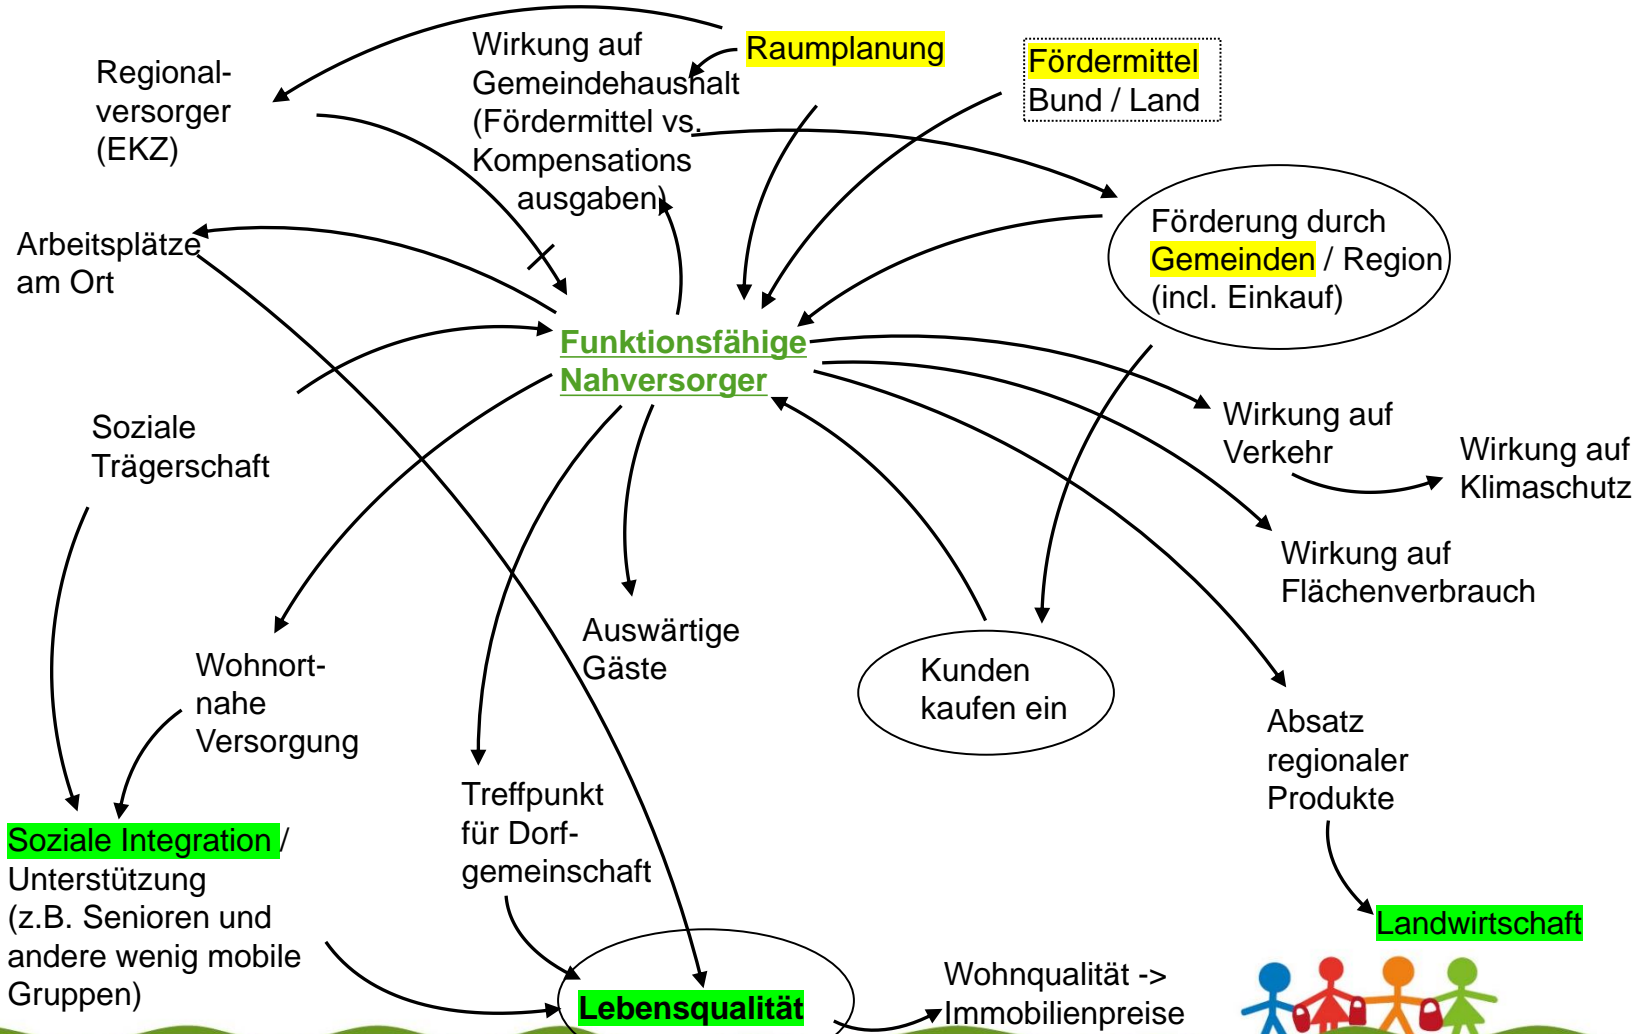 Regional-
versorger
(EKZ)
Wirkung auf
Gemeindehaushalt
(Fördermittel vs.
Kompensations
ausgaben)
Raumplanung
Fördermittel
Bund / Land
Arbeitsplätze
am Ort
Förderung durch
Gemeinden / Region
(incl. Einkauf)
Funktionsfähige
Nahversorger
Soziale
Trägerschaft
Wirkung auf
Verkehr
Wirkung auf
Klimaschutz
Wirkung auf
Flächenverbrauch
Auswärtige
Gäste
Wohnort-
nahe
Versorgung
Kunden
kaufen ein
Absatz
regionaler
Produkte
Treffpunkt
für Dorf-
gemeinschaft
Soziale Integration /
Unterstützung
(z.B. Senioren und
andere wenig mobile
Gruppen)
Landwirtschaft
Lebensqualität
Wohnqualität ->
Immobilienpreise